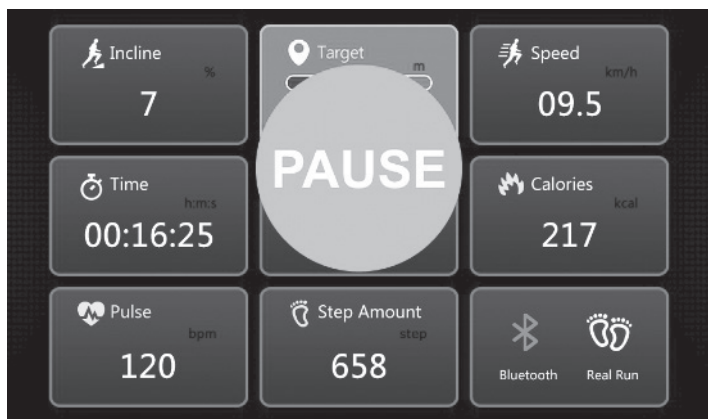 Incline
%
7
Target
m
Speed
km/h
09.5
Time
h:m:s
00:16:25
PAUSE
Calories
kcal
217
Pulse
bpm
120
Step Amount
step
658
Bluetooth
Real Run